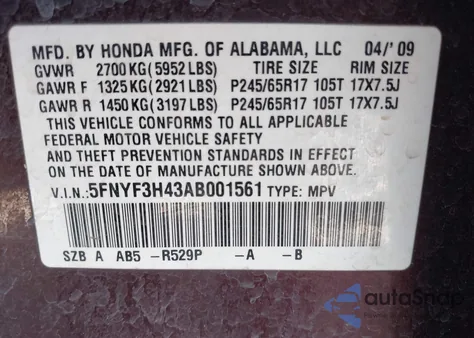 MFD. BY HONDA MFG. OF ALABAMA, LLC 04/'09
GVWR 2700 KG (5952 LBS) TIRE SIZE RIM SIZE
GAWR F 1325 KG (2921 LBS) P245/65R17 105T 17X7.5J
GAWR R 1450 KG (3197 LBS) P245/65R17 105T 17X7.5J
THIS VEHICLE CONFORMS TO ALL APPLICABLE
FEDERAL MOTOR VEHICLE SAFETY
AND THEFT PREVENTION STANDARDS IN EFFECT
ON THE DATE OF MANUFACTURE SHOWN ABOVE.
V.I.N.:5FNYF3H43AB001561 TYPE: MPV
SZB A AB5 -R529P -A -B
autoSnap